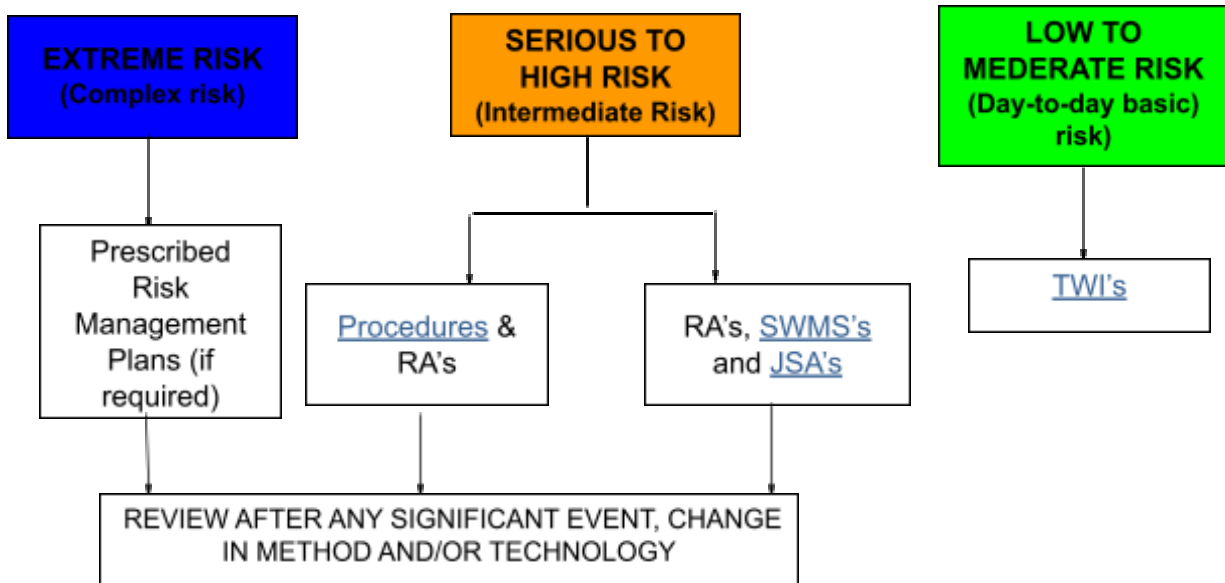 EXTREME RISK
(Complex risk)
SERIOUS TO
HIGH RISK
(Intermediate Risk)
LOW TO
MEDERATE RISK
(Day-to-day basic)
risk)
Prescribed
Risk
Management
Plans (if
required)
Procedures &
RA's
RA's, SWMS's
and JSA's
TWI's
REVIEW AFTER ANY SIGNIFICANT EVENT, CHANGE
IN METHOD AND/OR TECHNOLOGY